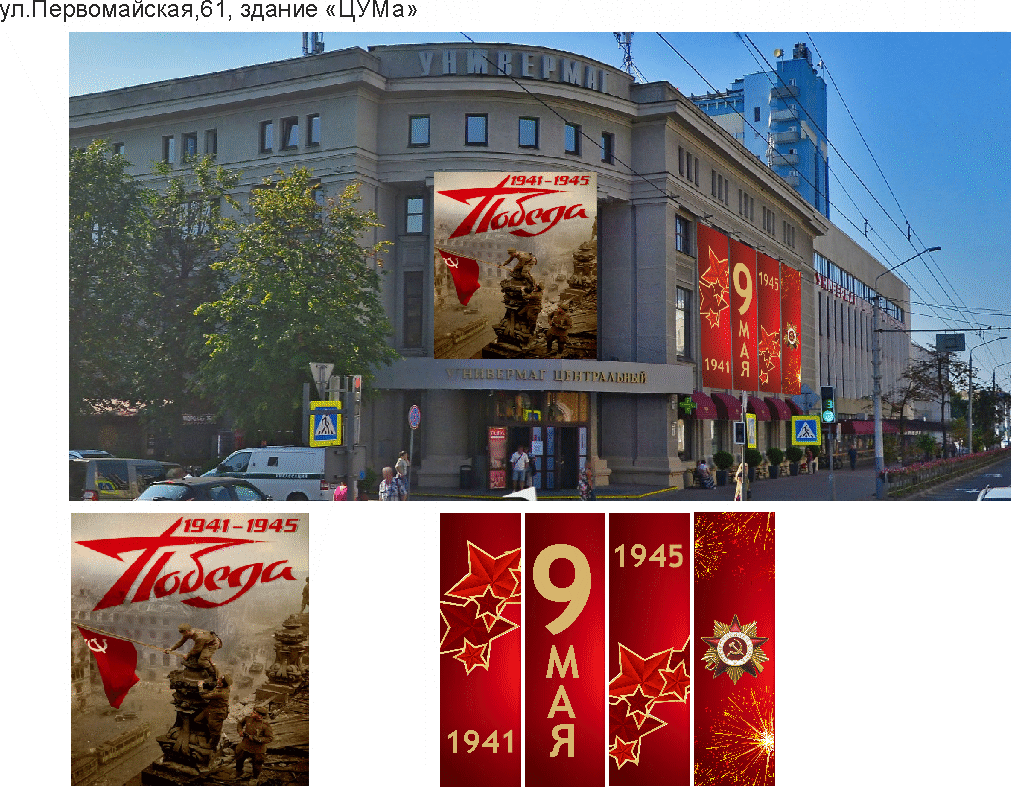 ул.Первомайская,61, здание «ЦУМа»
УНИВЕРМАГ
1941-1945
Победа
9
МАЯ
1945
1941
УНИВЕРМАГ ЦЕНТРАЛЬНЫЙ
1941-1945
Победа
1941
9
МАЯ
1945